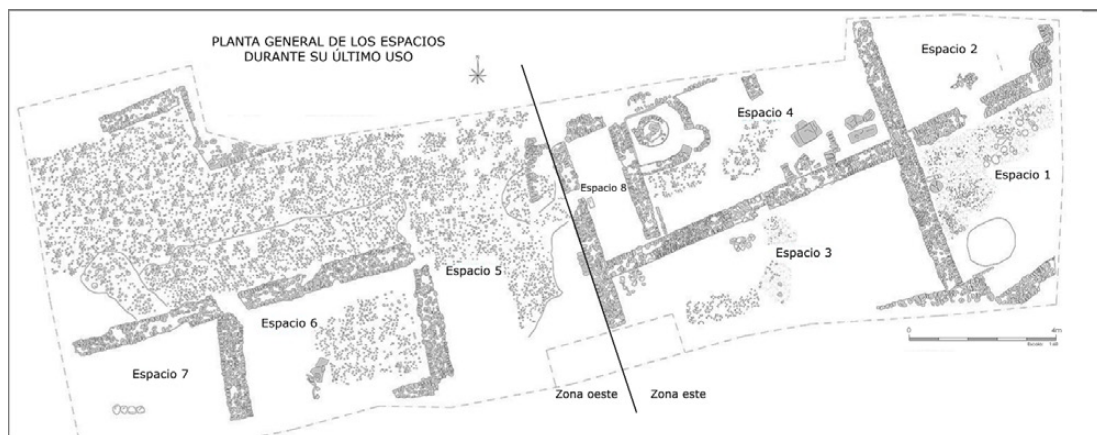 PLANTA GENERAL DE LOS ESPACIOS
DURANTE SU ÚLTIMO USO
Espacio 2
Espacio 4
Espacio 1
Espacio 8
Espacio 3
Espacio 5
Espacio 6
Espacio 7
0
4m
Zona oeste
Zona este